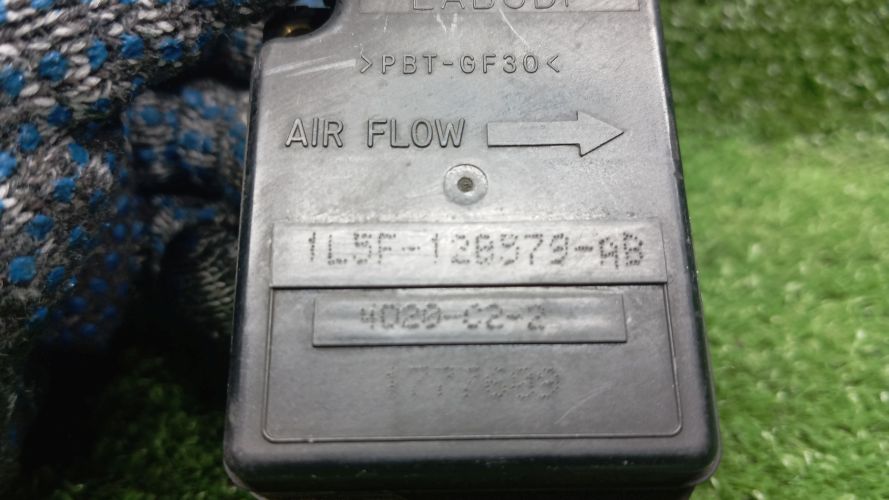 >PBT-GF30<
AIR FLOW
1L5F-12B579-AB
4020-C2-2